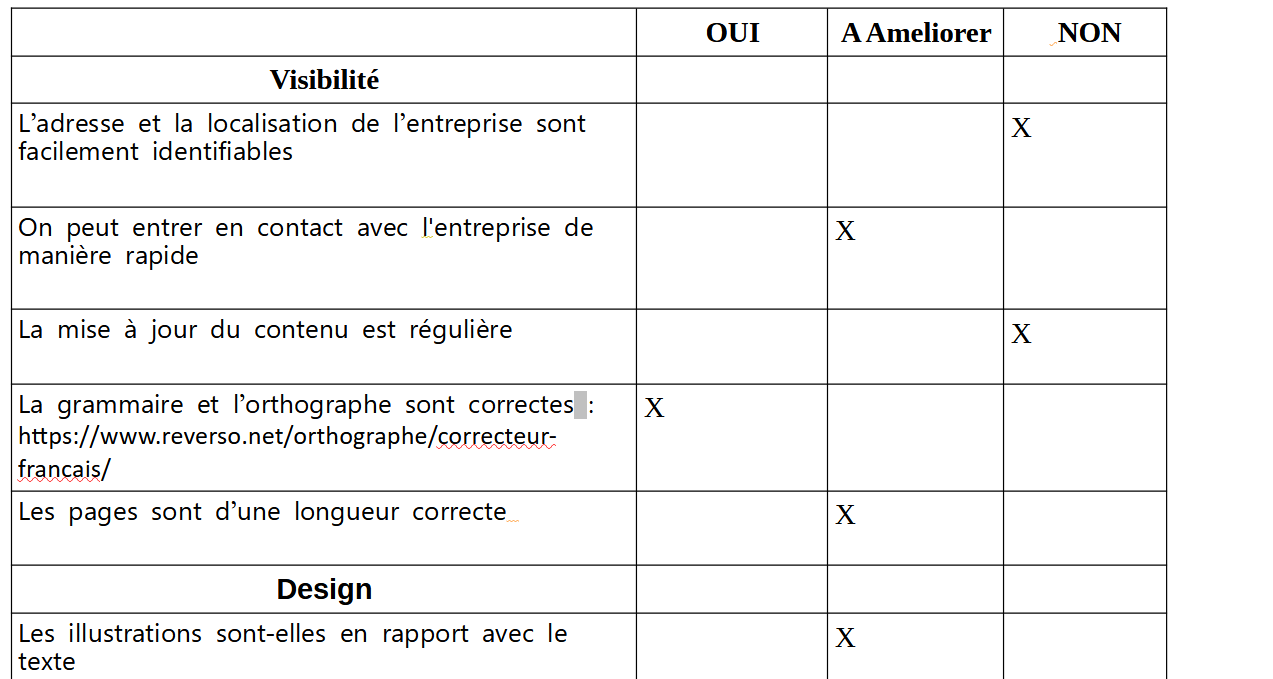 OUI A Ameliorer NON
Visibilité
L’adresse et la localisation de l’entreprise sont
facilement identifiables
X
On peut entrer en contact avec l'entreprise de
manière rapide
X
La mise à jour du contenu est régulière
X
La grammaire et l’orthographe sont correctes :
https://www.reverso.net/orthographe/correcteur-
francais/
X
Les pages sont d’une longueur correcte
X
Design
Les illustrations sont-elles en rapport avec le
texte
X